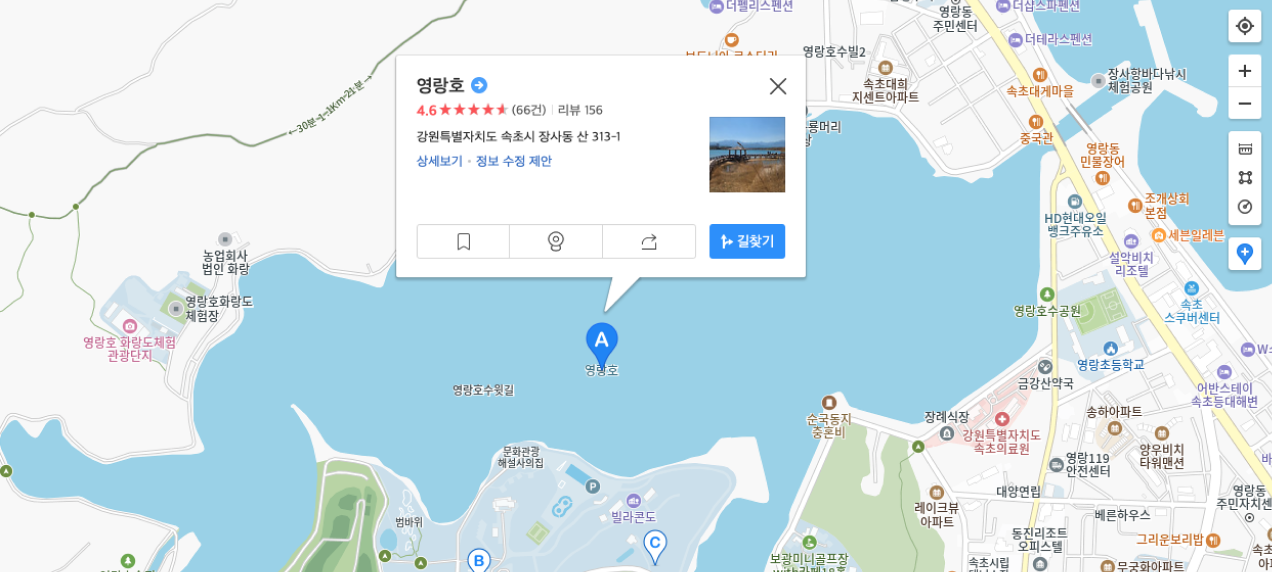 더펠리스펜션
영랑동
주민센터
더샵스파펜션
더테라스펜션
영랑호수빌2
속초대희
지센트아파트
속초대게마을
장사항바다낚시
체험공원
중국관
영랑동
민물장어
조개상회
본점
세븐일레븐
HD현대오일
뱅크주유소
설악비치
리조텔
속초
스쿠버센터
←30분→1~1Km~21분→
영랑호
4.6 (66건) 리뷰 156
강원특별자치도 속초시 장사동 산 313-1
상세보기 · 정보 수정 제안
길찾기
농업회사
법인 화랑
영랑호화랑도
체험장
영랑호 화랑도체험
관광단지
A
영랑호
영랑호수윗길
영랑호수공원
영랑초등학교
금강산약국
어반스테이
속초등대해변
순국동지
충혼비
장례식장
강원특별자치도
속초의료원
송하아파트
양우비치
타워맨션
영랑119
안전센터
문화관광
해설사의집
P
빌라콘도
범바위
B
C
레이크뷰
아파트
대양연립
베른하우스
영랑동
주민자치센터
동진리조트
오피스텔
그리운보리밥
보광미니골프장
속초시립
무궁화아파트